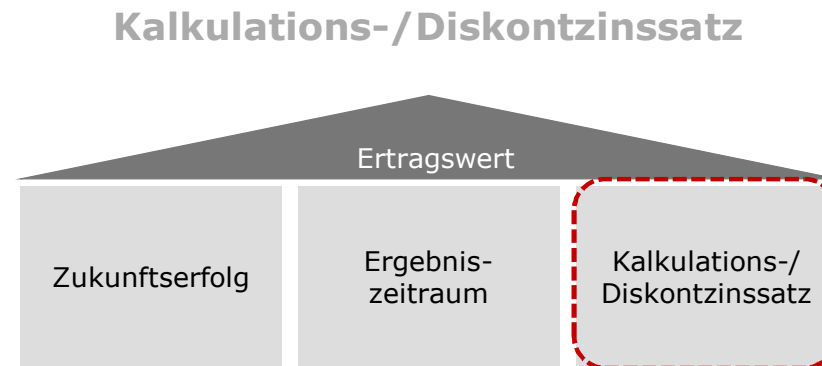 Kalkulations-/Diskontzinssatz
Ertragswert
Zukunftserfolg
Ergebnis-
zeitraum
Kalkulations-/
Diskontzinssatz